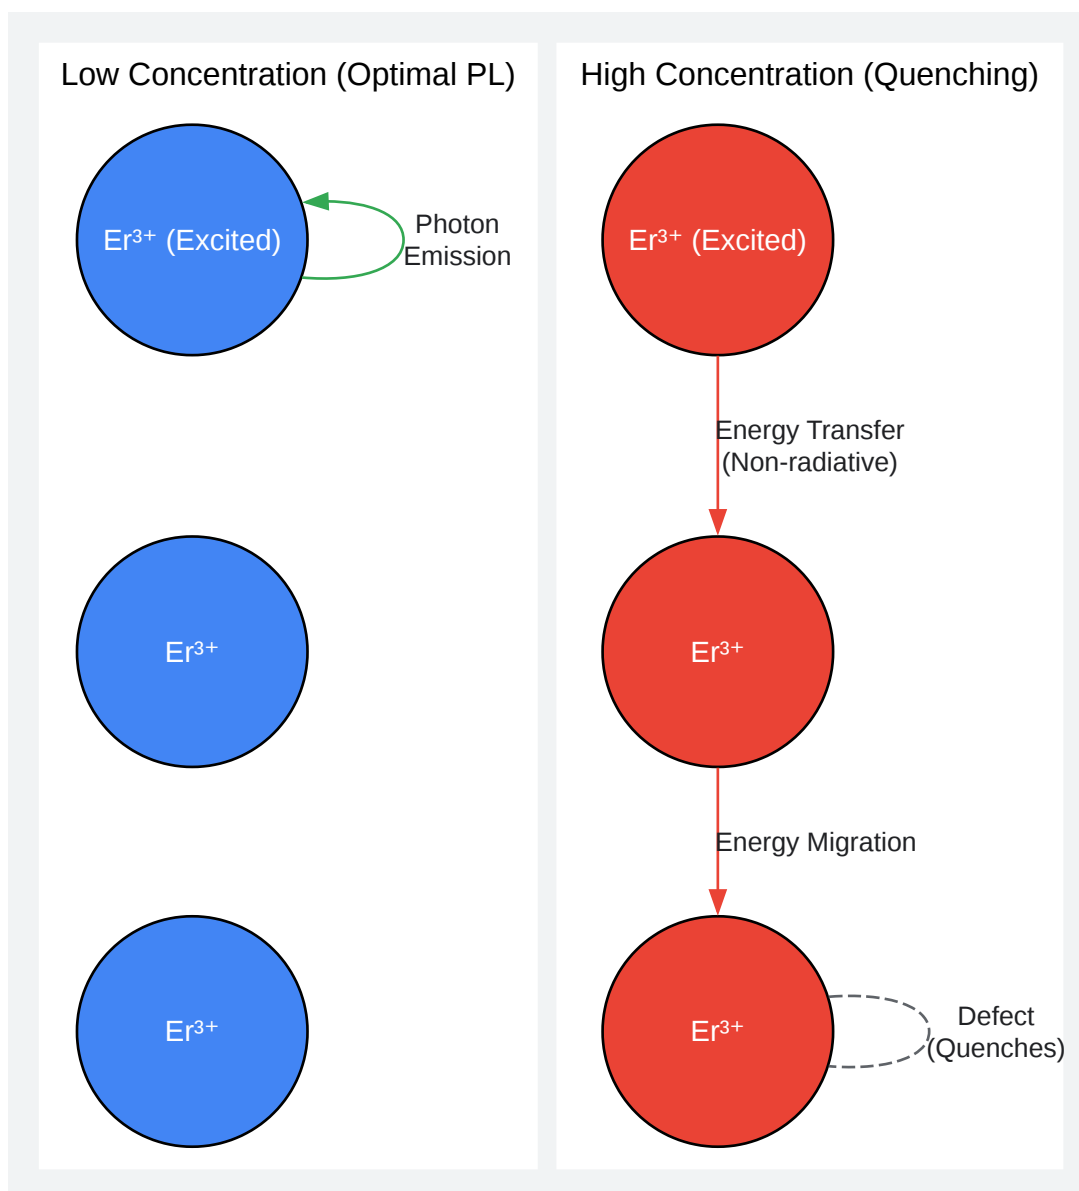 Low Concentration (Optimal PL)
Er³⁺ (Excited)
Photon
Emission
Er³⁺
Er³⁺
High Concentration (Quenching)
Er³⁺ (Excited)
Energy Transfer
(Non-radiative)
Er³⁺
Energy Migration
Er³⁺
Defect
(Quenches)